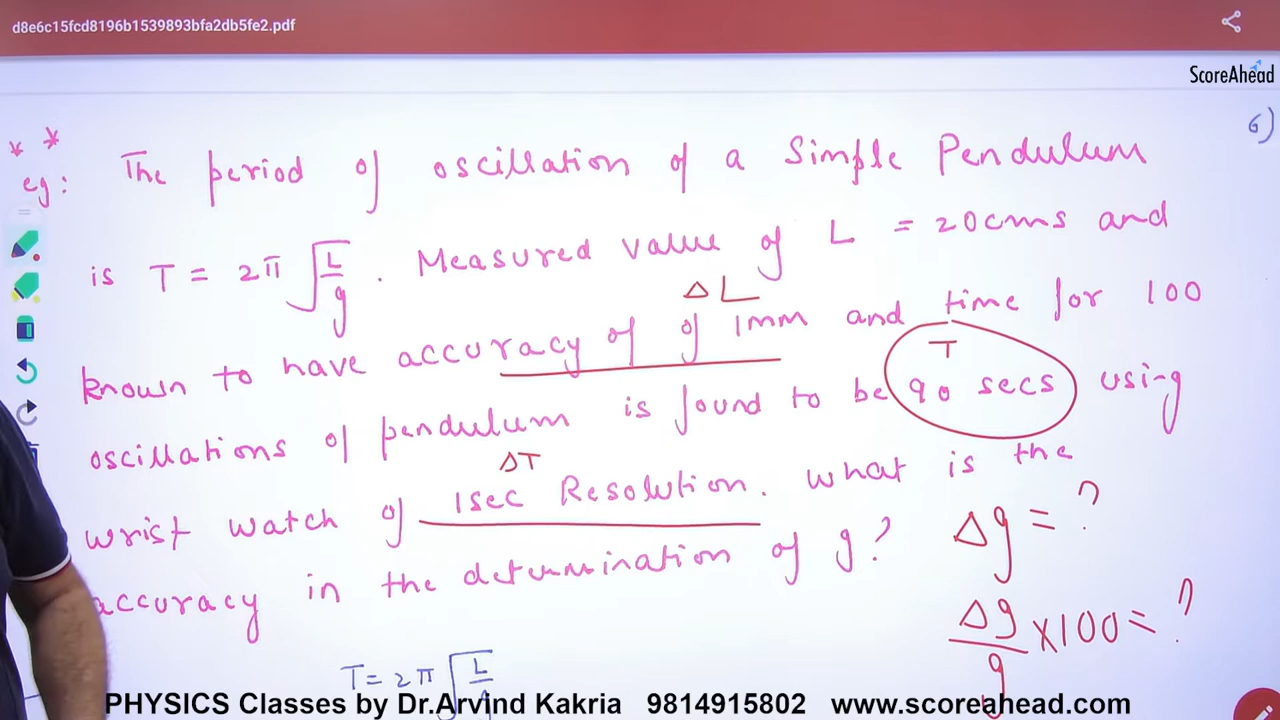 d8e6c15fcd8196b1539893bfa2db5fe2.pdf
ScoreAhead
6)
* *
eg: The period of oscillation of a Simple Pendulum
is T = 2π √L/g . Measured value of L = 20cms and
ΔL
known to have accuracy of of 1mm and time for 100
T
oscillations of pendulum is found to be 90 secs using
ΔT
wrist watch of 1sec Resolution. What is the
accuracy in the determination of g?
Δg = ?
Δg/g ×100 = ?
T = 2π √L/g
PHYSICS Classes by Dr.Arvind Kakria 9814915802 www.scoreahead.com